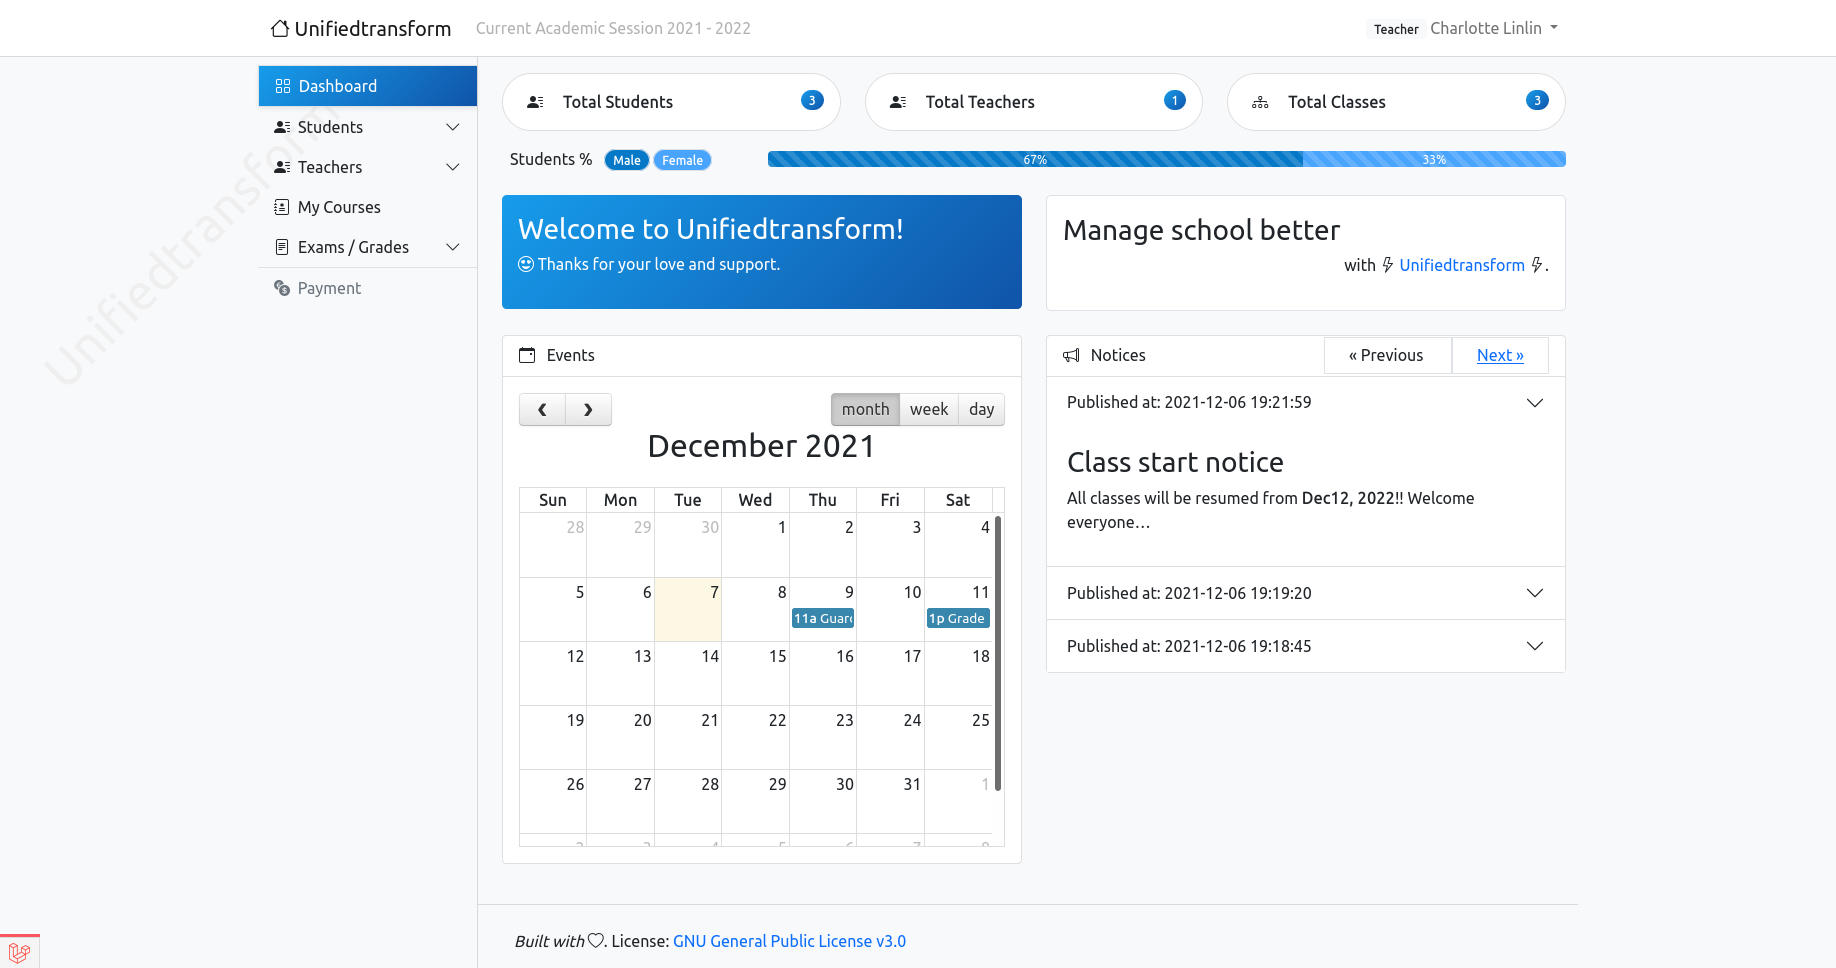 Unifiedtransform Current Academic Session 2021 - 2022 Teacher Charlotte Linlin
Dashboard
Students
Teachers
My Courses
Exams / Grades
Payment
Unifiedtransform
Total Students 3
Total Teachers 1
Total Classes 3
Students % Male Female 67% 33%
Welcome to Unifiedtransform!
Thanks for your love and support.
Manage school better
with Unifiedtransform .
Events
month week day
December 2021
Sun Mon Tue Wed Thu Fri Sat
28 29 30 1 2 3 4
5 6 7 8 9 10 11
11a Guar 1p Grade
12 13 14 15 16 17 18
19 20 21 22 23 24 25
26 27 28 29 30 31 1
2 3 4 5 6 7 8
Notices « Previous Next »
Published at: 2021-12-06 19:21:59
Class start notice
All classes will be resumed from Dec12, 2022!! Welcome
everyone…
Published at: 2021-12-06 19:19:20
Published at: 2021-12-06 19:18:45
Built with . License: GNU General Public License v3.0